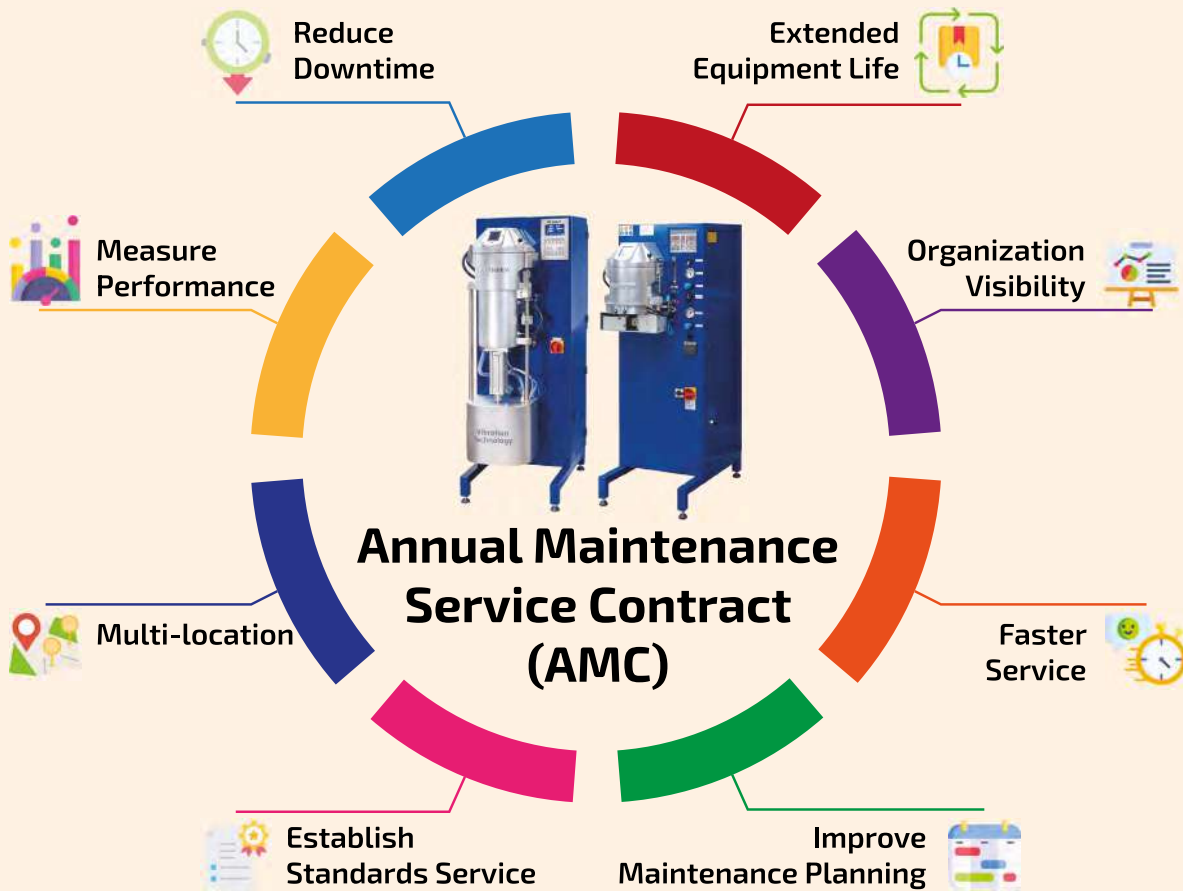 Reduce
Downtime
Extended
Equipment Life
Measure
Performance
Organization
Visibility
Technology
Annual Maintenance
Service Contract
(AMC)
Multi-location
Faster
Service
Establish
Standards Service
Improve
Maintenance Planning